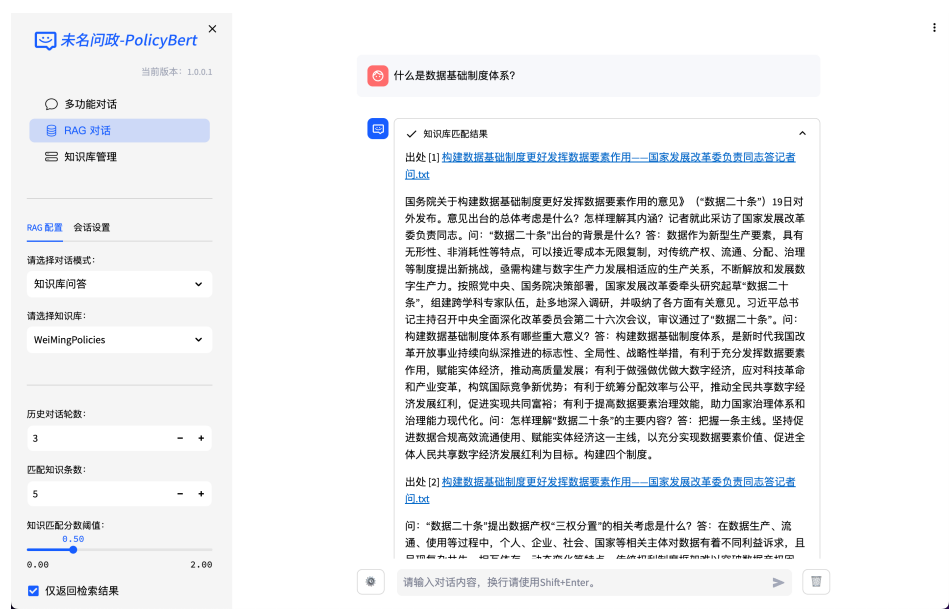 未名问政-PolicyBert
当前版本：1.0.0.1
多功能对话
RAG 对话
知识库管理
RAG 配置 会话设置
请选择对话模式：
知识库问答
请选择知识库：
WeiMingPolicies
历史对话轮数：
3 − +
匹配知识条数：
5 − +
知识匹配分数阈值：
0.50
0.00 2.00
仅返回检索结果
什么是数据基础制度体系？
知识库匹配结果
出处 [1] 构建数据基础制度更好发挥数据要素作用——国家发展改革委负责同志答记者
问.txt
国务院关于构建数据基础制度更好发挥数据要素作用的意见》（“数据二十条”）19日对
外发布。意见出台的总体考虑是什么？怎样理解其内涵？记者就此采访了国家发展改革
委负责同志。问：“数据二十条”出台的背景是什么？答：数据作为新型生产要素，具有
无形性、非消耗性等特点，可以接近零成本无限复制，对传统产权、流通、分配、治理
等制度提出新挑战，亟需构建与数字生产力发展相适应的生产关系，不断解放和发展数
字生产力。按照党中央、国务院决策部署，国家发展改革委牵头研究起草“数据二十
条”，组建跨学科专家队伍，赴多地深入调研，并吸纳了各方面有关意见。习近平总书
记主持召开中央全面深化改革委员会第二十六次会议，审议通过了“数据二十条”。问：
构建数据基础制度体系有哪些重大意义？答：构建数据基础制度体系，是新时代我国改
革开放事业持续向纵深推进的标志性、全局性、战略性举措，有利于充分发挥数据要素
作用，赋能实体经济，推动高质量发展；有利于做强做优做大数字经济，应对科技革命
和产业变革，构筑国际竞争新优势；有利于统筹分配效率与公平，推动全民共享数字经
济发展红利，促进实现共同富裕；有利于提高数据要素治理效能，助力国家治理体系和
治理能力现代化。问：怎样理解“数据二十条”的主要内容？答：把握一条主线。坚持促
进数据合规高效流通使用、赋能实体经济这一主线，以充分实现数据要素价值、促进全
体人民共享数字经济发展红利为目标。构建四个制度。
出处 [2] 构建数据基础制度更好发挥数据要素作用——国家发展改革委负责同志答记者
问.txt
问：“数据二十条”提出数据产权“三权分置”的相关考虑是什么？答：在数据生产、流
通、使用等过程中，个人、企业、社会、国家等相关主体对数据有着不同利益诉求，且
呈现复杂共生、相互依存、动态变化等特点，传统权利制度框架难以突破数据产权困
请输入对话内容，换行请使用Shift+Enter。